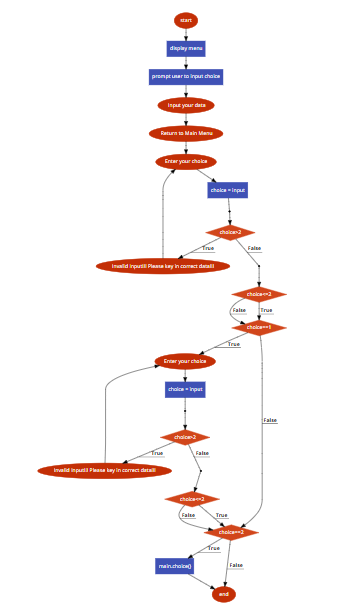 start
display menu
prompt user to input choice
Input your data
Return to Main Menu
Enter your choice
choice = input
choice>2
True
False
Invalid input!! Please key in correct data!!!
choice<=2
False
True
choice==1
True
Enter your choice
choice = input
False
choice>2
True
False
Invalid input!! Please key in correct data!!!
choice<=2
False
True
choice==2
True
main.choice()
False
end